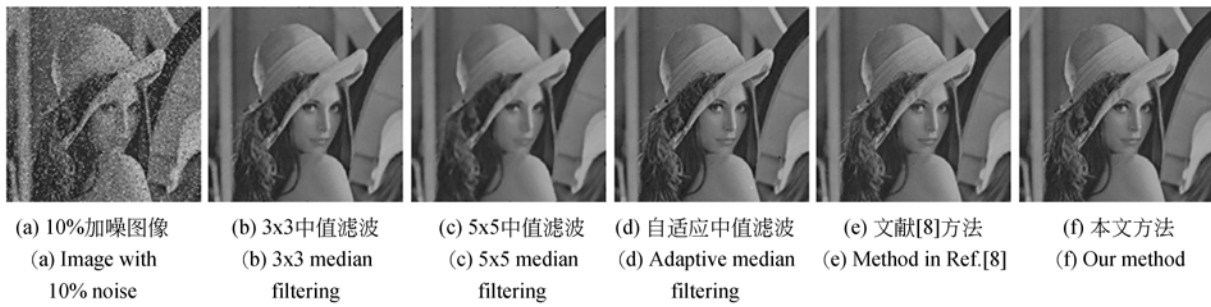 (a) 10%加噪图像
(b) 3x3中值滤波
(c) 5x5中值滤波
(d) 自适应中值滤波
(e) 文献[8]方法
(f) 本文方法
(a) Image with
10% noise
(b) 3x3 median
filtering
(c) 5x5 median
filtering
(d) Adaptive median
filtering
(e) Method in Ref.[8]
(f) Our method